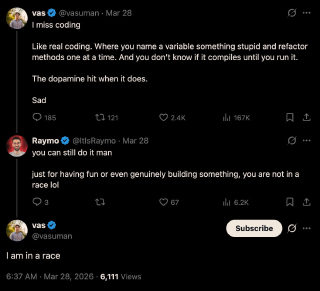 vas @vasuman · Mar 28
I miss coding
Like real coding. Where you name a variable something stupid and refactor
methods one at a time. And you don't know if it compiles until you run it.
The dopamine hit when it does.
Sad
185 121 2.4K 167K
Raymo @ItIsRaymo · Mar 28
you can still do it man
just for having fun or even genuinely building something, you are not in a
race lol
3 67 6.2K
vas
@vasuman
Subscribe
I am in a race
6:37 AM · Mar 28, 2026 · 6,111 Views